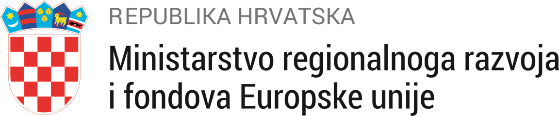 REPUBLIKA HRVATSKA
Ministarstvo regionalnoga razvoja
i fondova Europske unije